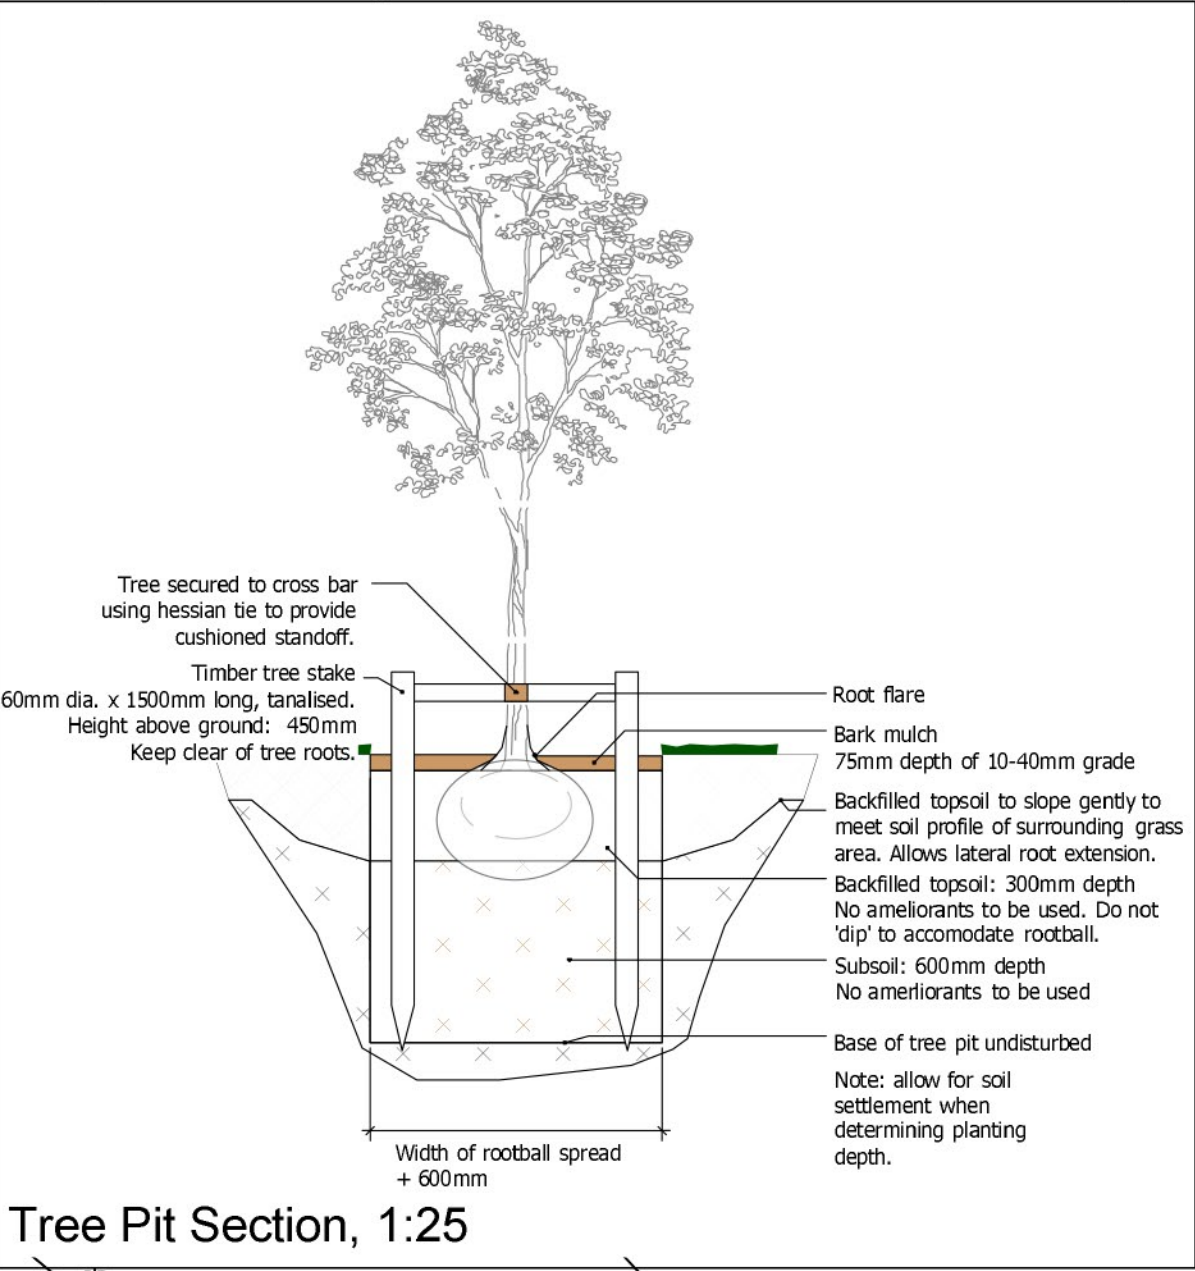 Tree secured to cross bar
using hessian tie to provide
cushioned standoff.
Timber tree stake
60mm dia. x 1500mm long, tanalised.
Height above ground: 450mm
Keep clear of tree roots.
Root flare
Bark mulch
75mm depth of 10-40mm grade
Backfilled topsoil to slope gently to
meet soil profile of surrounding grass
area. Allows lateral root extension.
Backfilled topsoil: 300mm depth
No ameliorants to be used. Do not
'dip' to accomodate rootball.
Subsoil: 600mm depth
No amerliorants to be used
Base of tree pit undisturbed
Note: allow for soil
settlement when
determining planting
depth.
Width of rootball spread
+ 600mm
Tree Pit Section, 1:25